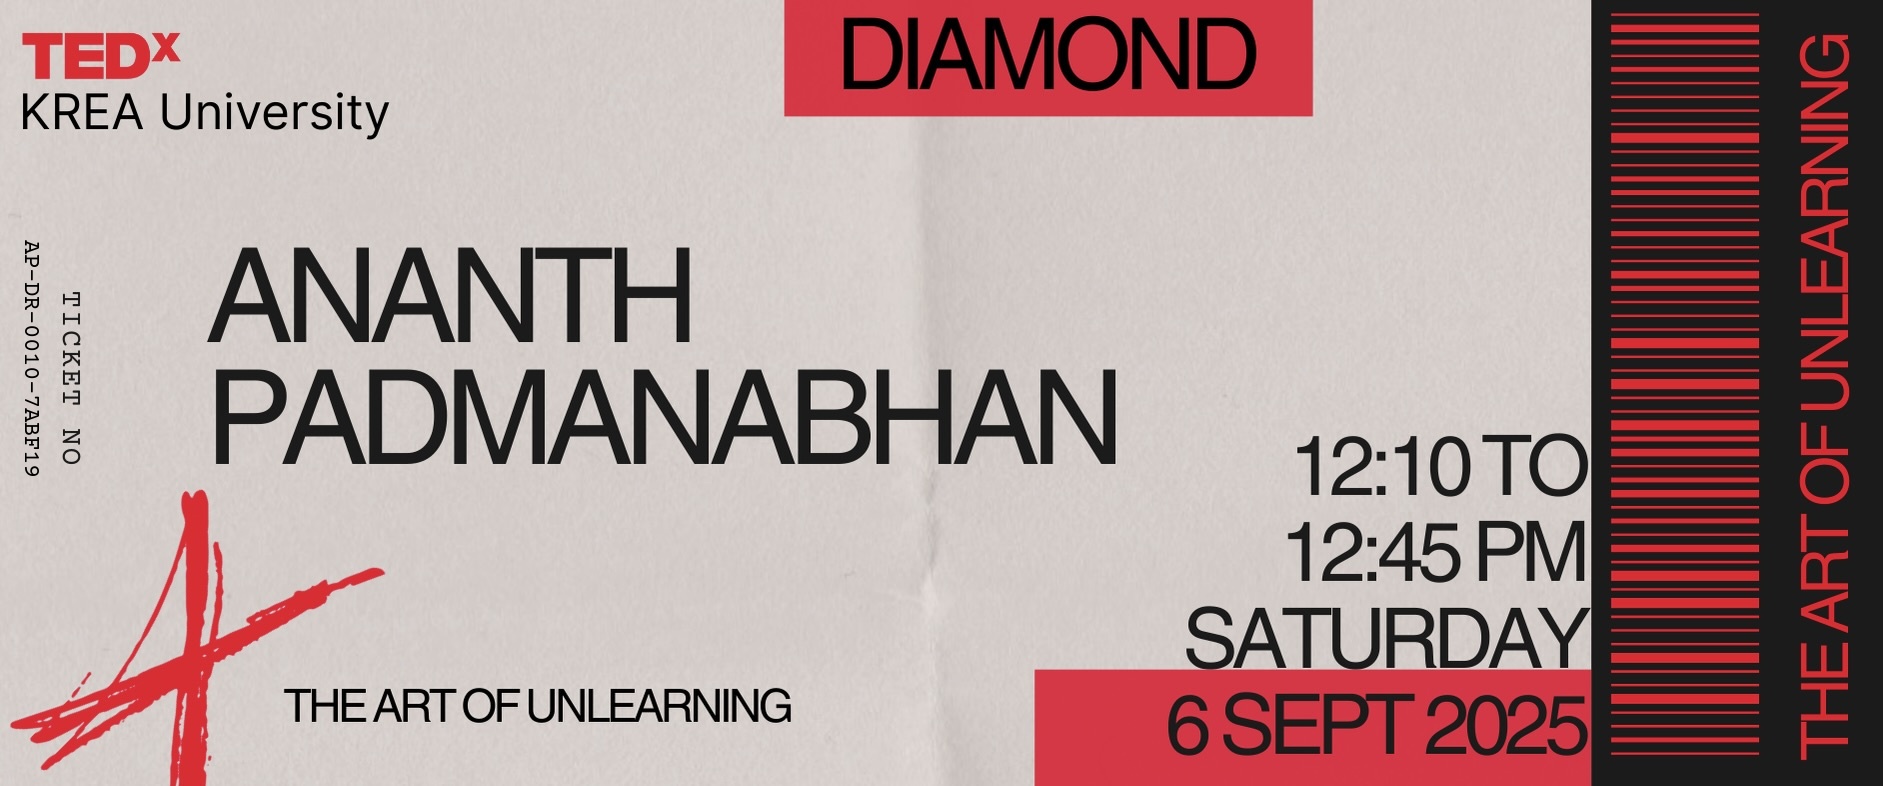 TEDx
KREA University
DIAMOND
AP-DR-0010-7ABF19
TICKET NO
ANANTH
PADMANABHAN
12:10 TO
12:45 PM
SATURDAY
6 SEPT 2025
THE ART OF UNLEARNING
THE ART OF UNLEARNING